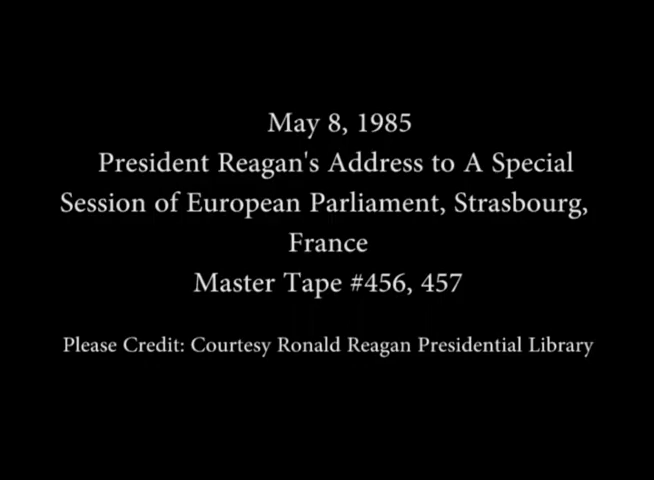 May 8, 1985
President Reagan's Address to A Special
Session of European Parliament, Strasbourg,
France
Master Tape #456, 457
Please Credit: Courtesy Ronald Reagan Presidential Library